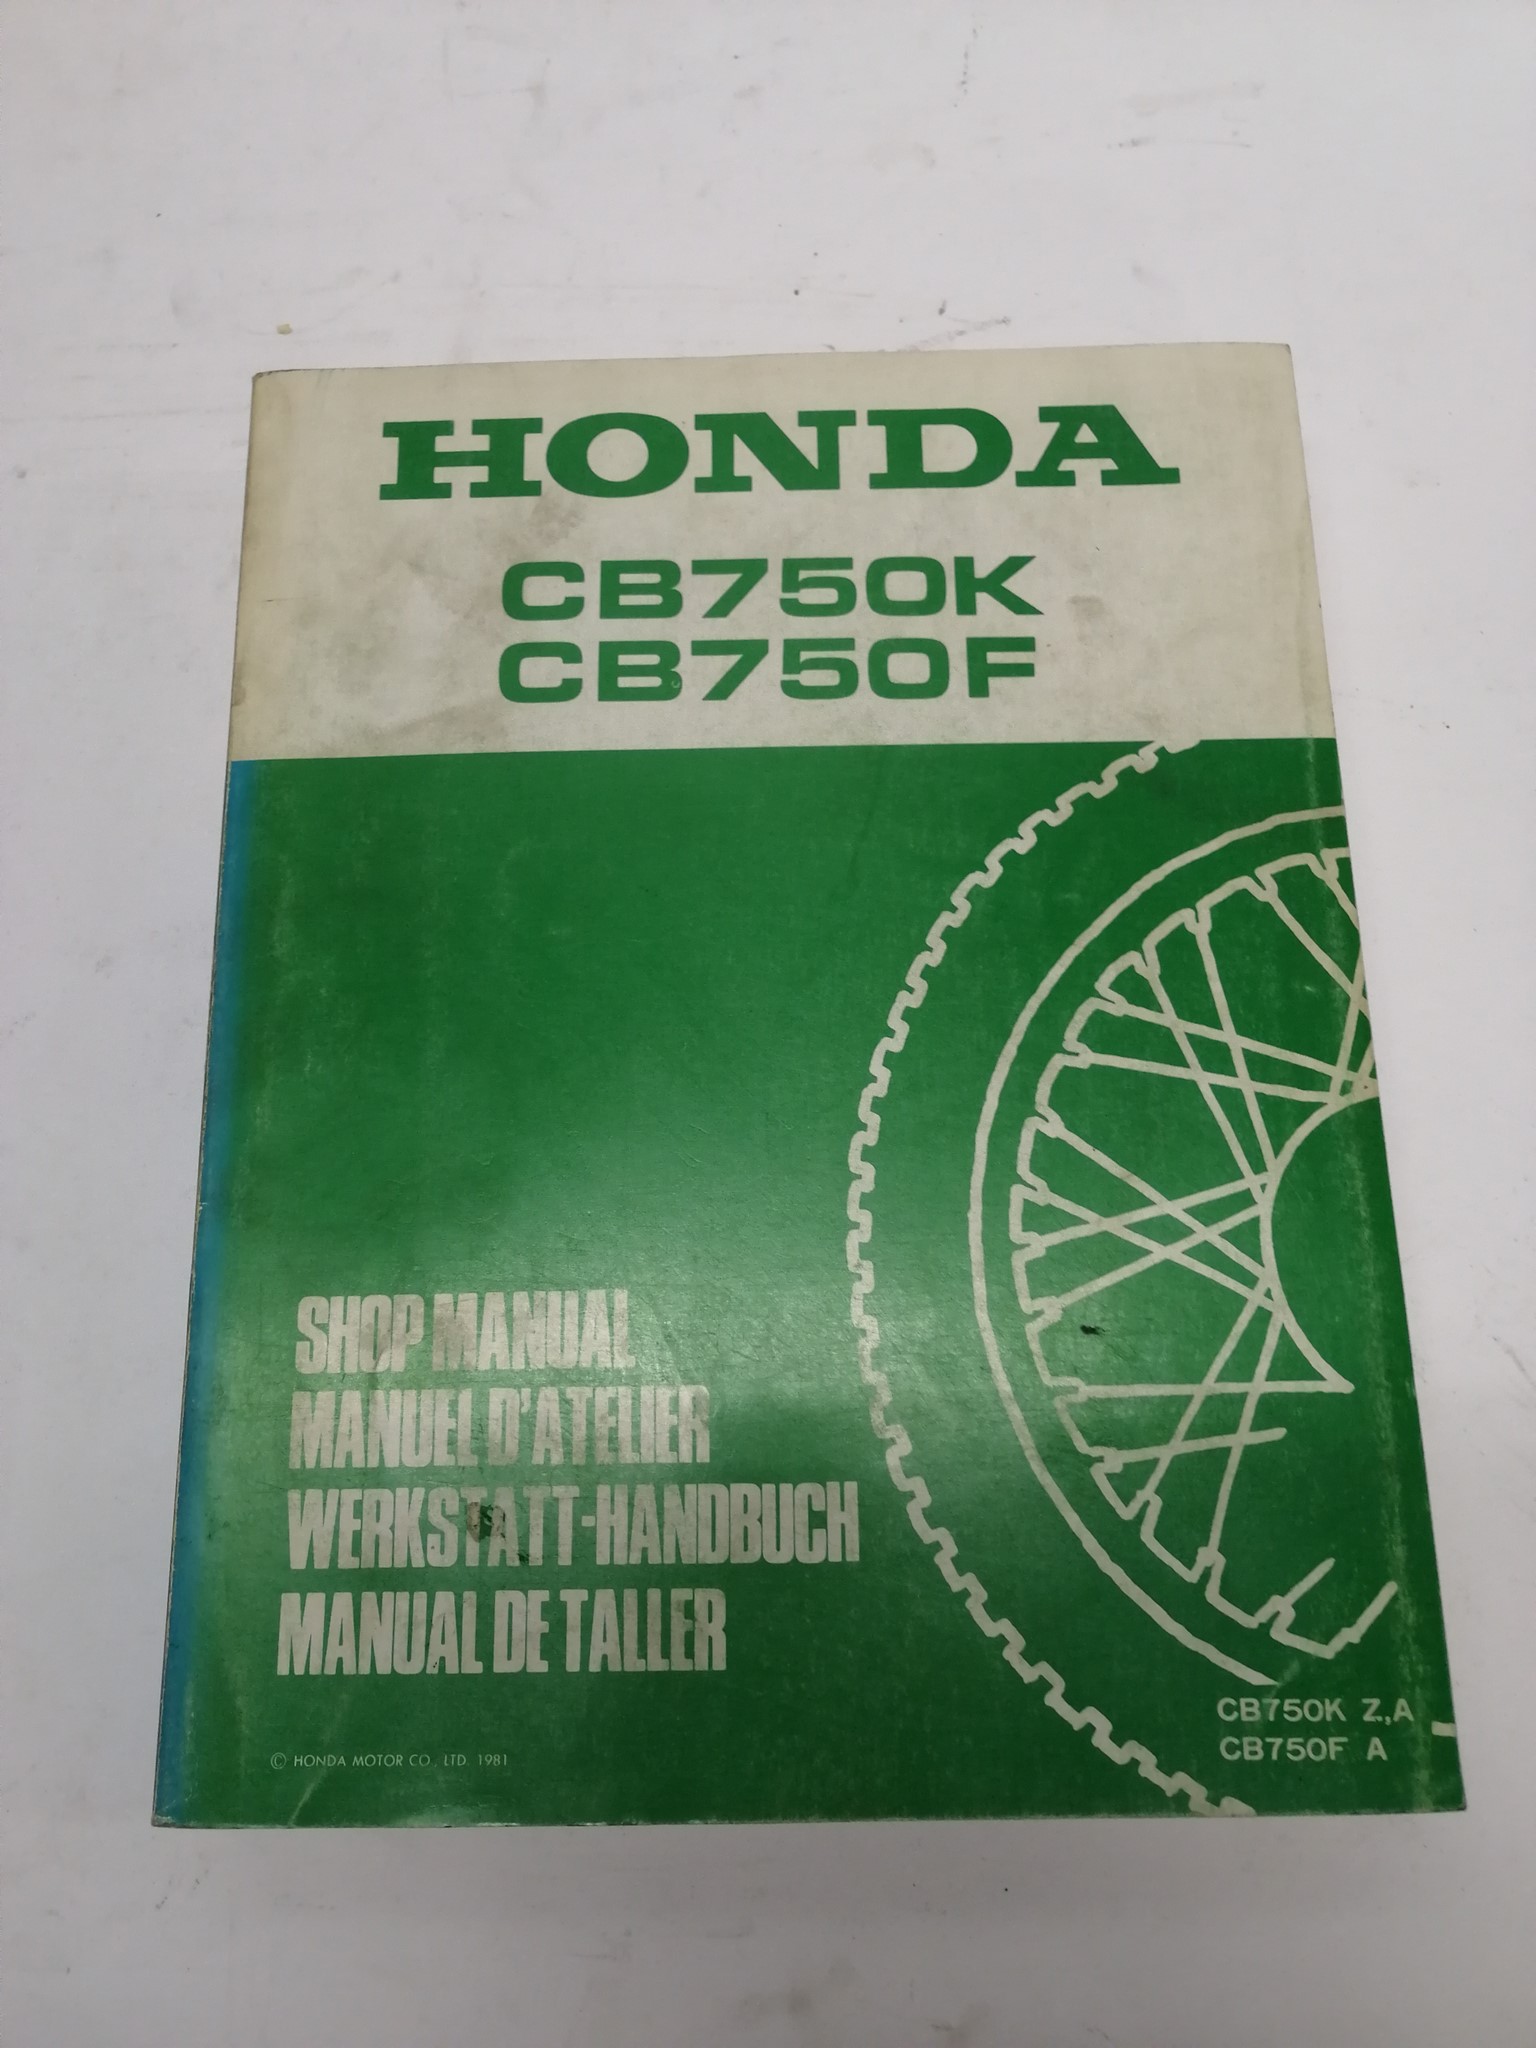 HONDA
CB750K
CB750F
SHOP MANUAL
MANUEL D'ATELIER
WERKSTATT-HANDBUCH
MANUAL DE TALLER
CB750K Z,A
CB750F A
© HONDA MOTOR CO., LTD. 1981